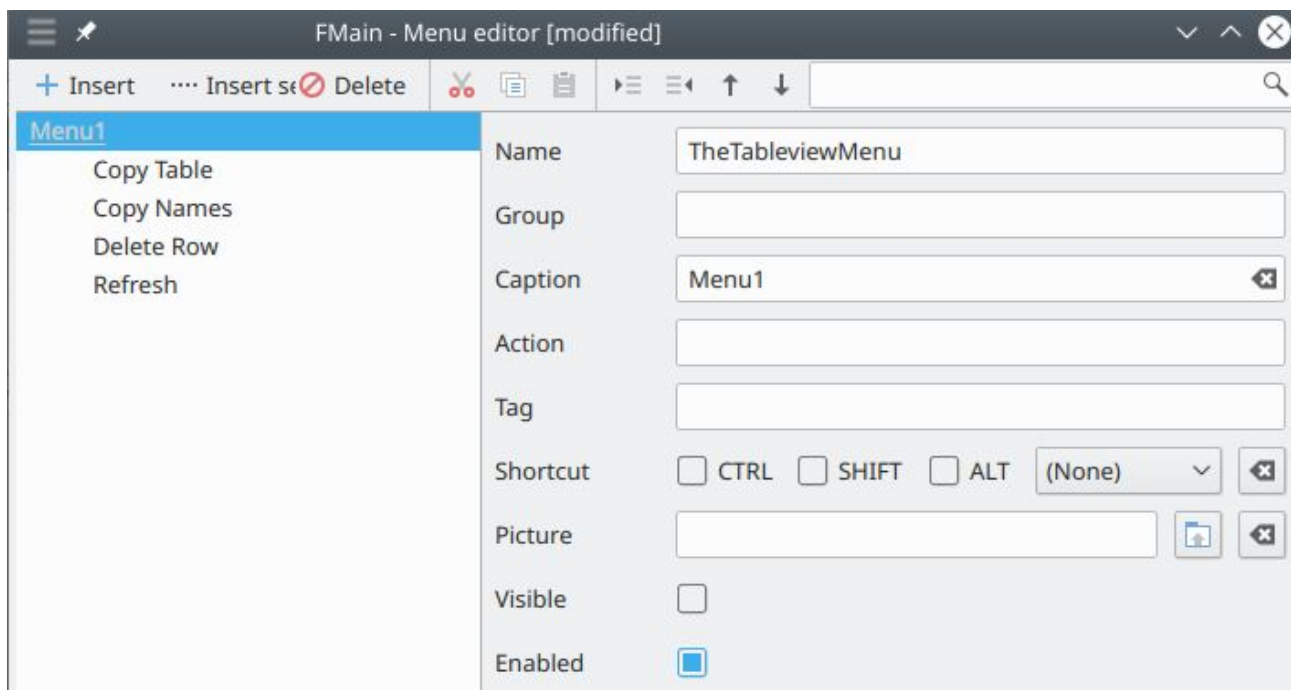 FMain - Menu editor [modified]
Insert Insert se Delete
Menu1
Copy Table
Copy Names
Delete Row
Refresh
Name TheTableviewMenu
Group
Caption Menu1
Action
Tag
Shortcut CTRL SHIFT ALT (None)
Picture
Visible
Enabled